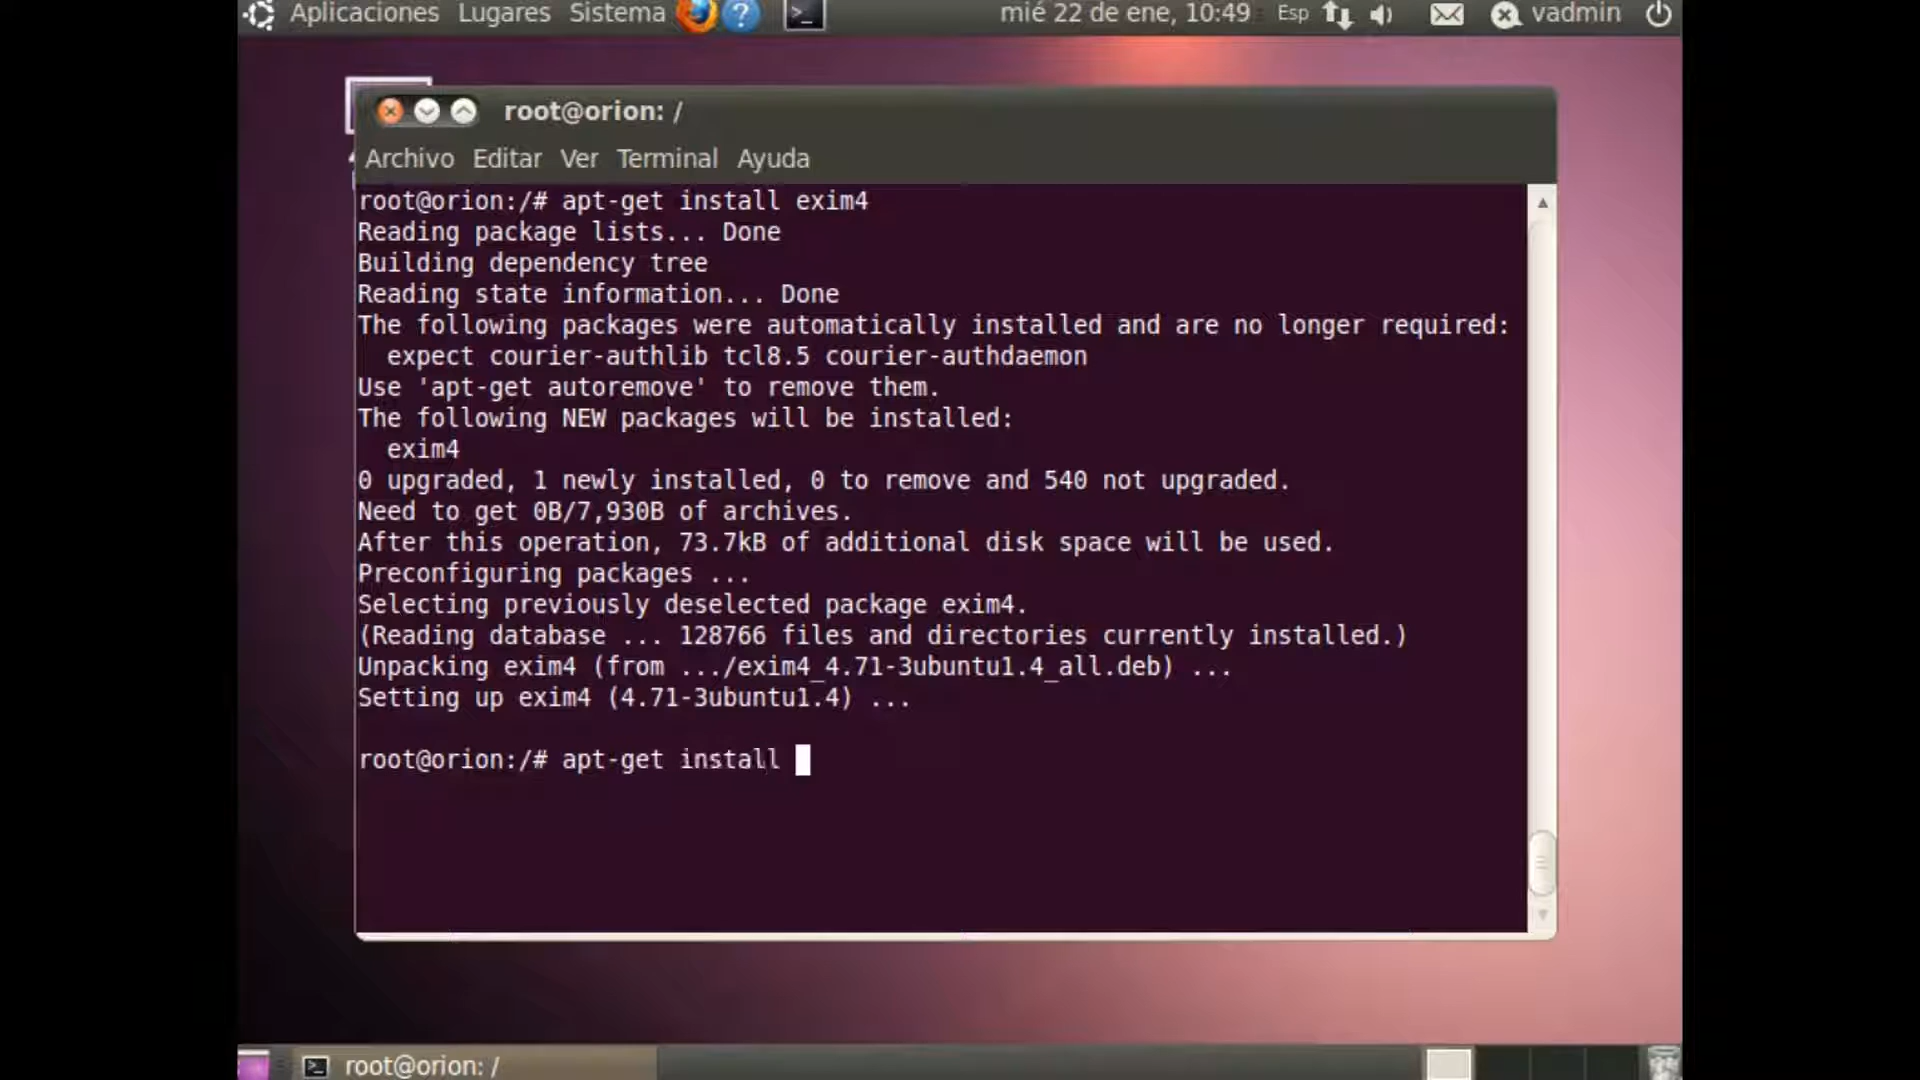 Aplicaciones Lugares Sistema mié 22 de ene, 10:49 Esp vadmin
root@orion: /
Archivo Editar Ver Terminal Ayuda
root@orion:/# apt-get install exim4
Reading package lists... Done
Building dependency tree
Reading state information... Done
The following packages were automatically installed and are no longer required:
  expect courier-authlib tcl8.5 courier-authdaemon
Use 'apt-get autoremove' to remove them.
The following NEW packages will be installed:
  exim4
0 upgraded, 1 newly installed, 0 to remove and 540 not upgraded.
Need to get 0B/7,930B of archives.
After this operation, 73.7kB of additional disk space will be used.
Preconfiguring packages ...
Selecting previously deselected package exim4.
(Reading database ... 128766 files and directories currently installed.)
Unpacking exim4 (from .../exim4_4.71-3ubuntu1.4_all.deb) ...
Setting up exim4 (4.71-3ubuntu1.4) ...
root@orion:/# apt-get install
root@orion: /